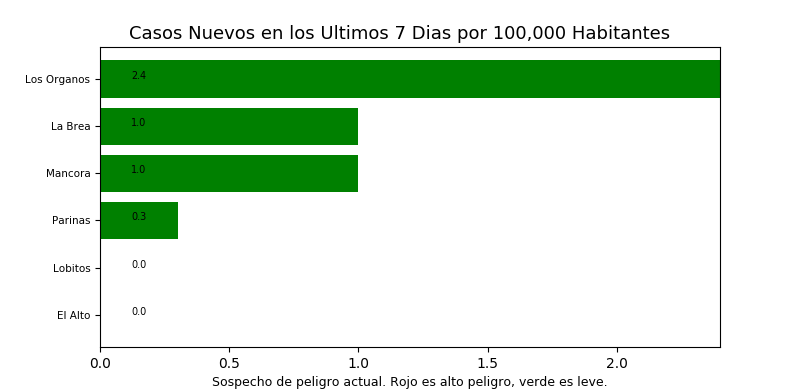 Casos Nuevos en los Ultimos 7 Dias por 100,000 Habitantes
Los Organos 2.4
La Brea 1.0
Mancora 1.0
Parinas 0.3
Lobitos 0.0
El Alto 0.0
0.0 0.5 1.0 1.5 2.0
Sospecho de peligro actual. Rojo es alto peligro, verde es leve.